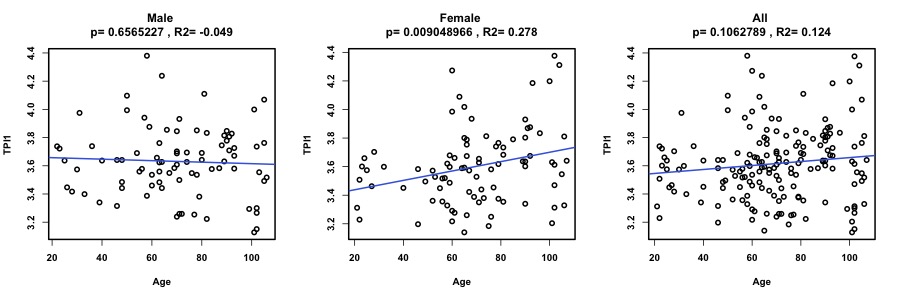 Male
p= 0.6565227 , R2= -0.049
TPI1
4.4
4.2
4.0
3.8
3.6
3.4
3.2
20 40 60 80 100
Age
Female
p= 0.009048966 , R2= 0.278
TPI1
4.4
4.2
4.0
3.8
3.6
3.4
3.2
20 40 60 80 100
Age
All
p= 0.1062789 , R2= 0.124
TPI1
4.4
4.2
4.0
3.8
3.6
3.4
3.2
20 40 60 80 100
Age